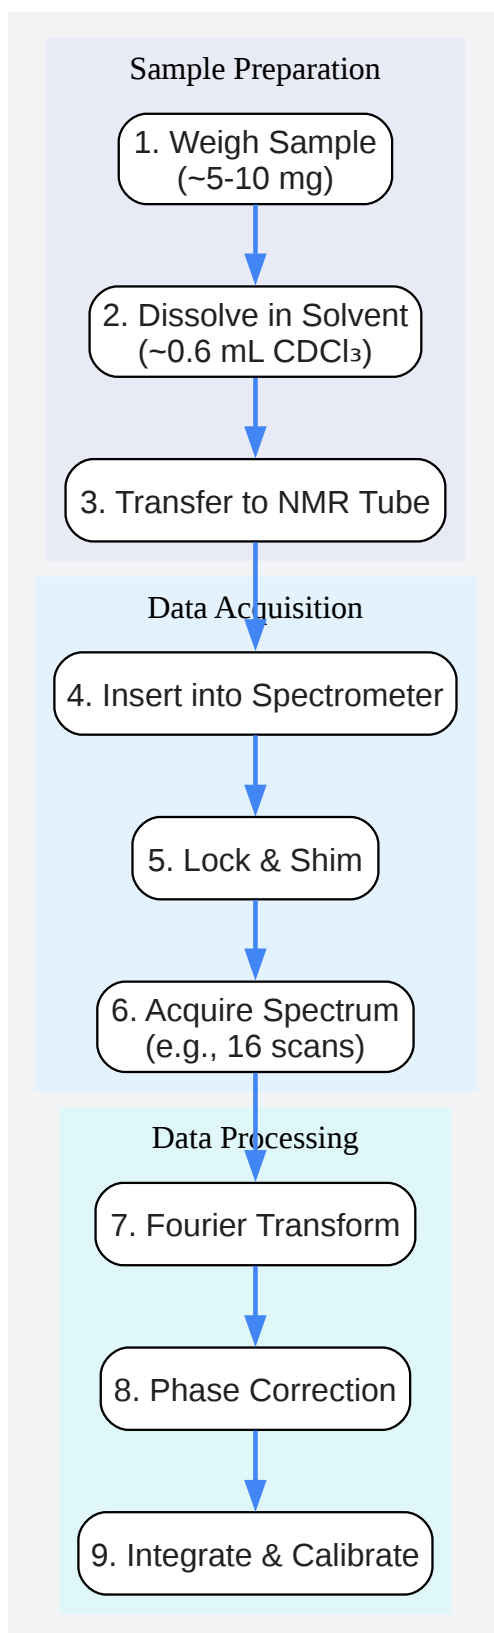 Sample Preparation
1. Weigh Sample
(~5-10 mg)
2. Dissolve in Solvent
(~0.6 mL CDCl₃)
3. Transfer to NMR Tube
Data Acquisition
4. Insert into Spectrometer
5. Lock & Shim
6. Acquire Spectrum
(e.g., 16 scans)
Data Processing
7. Fourier Transform
8. Phase Correction
9. Integrate & Calibrate